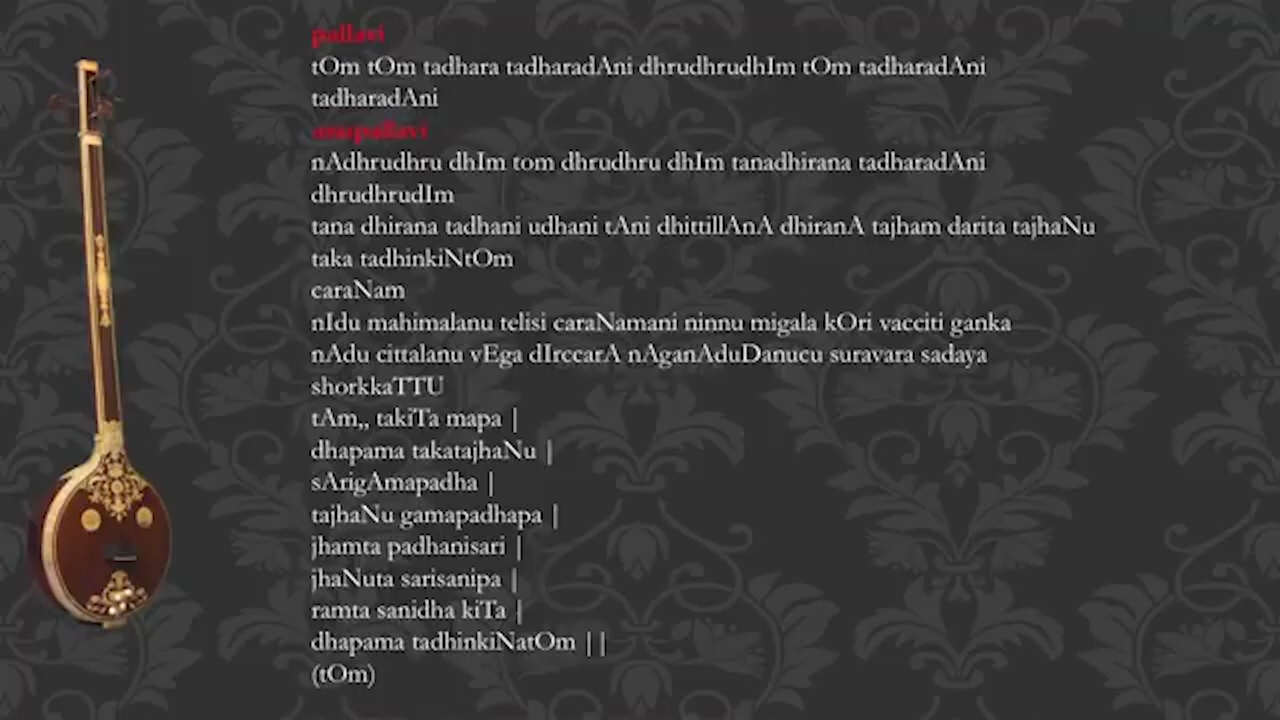 pallavi
tOm tOm tadhara tadharadAni dhrudhrudhIm tOm tadharadAni
tadharadAni
anupallavi
nAdhrudhru dhIm tom dhrudhru dhIm tanadhirana tadharadAni
dhrudhrudIm
tana dhirana tadhani udhani tAni dhittillAnA dhiranA tajham darita tajhaNu
taka tadhinkiNtOm
caraNam
nIdu mahimalanu telisi caraNamani ninnu migala kOri vacciti ganka
nAdu cittalanu vEga dIrccarA nAganAduDanucu suravara sadaya
shorkkaTTU
tAm,, takiTa mapa |
dhapama takatajhaNu |
sArigAmapadha |
tajhaNu gamapadhapa |
jhamta padhanisari |
jhaNuta sarisanipa |
ramta sanidha kiTa |
dhapama tadhinkiNatOm ||
(tOm)